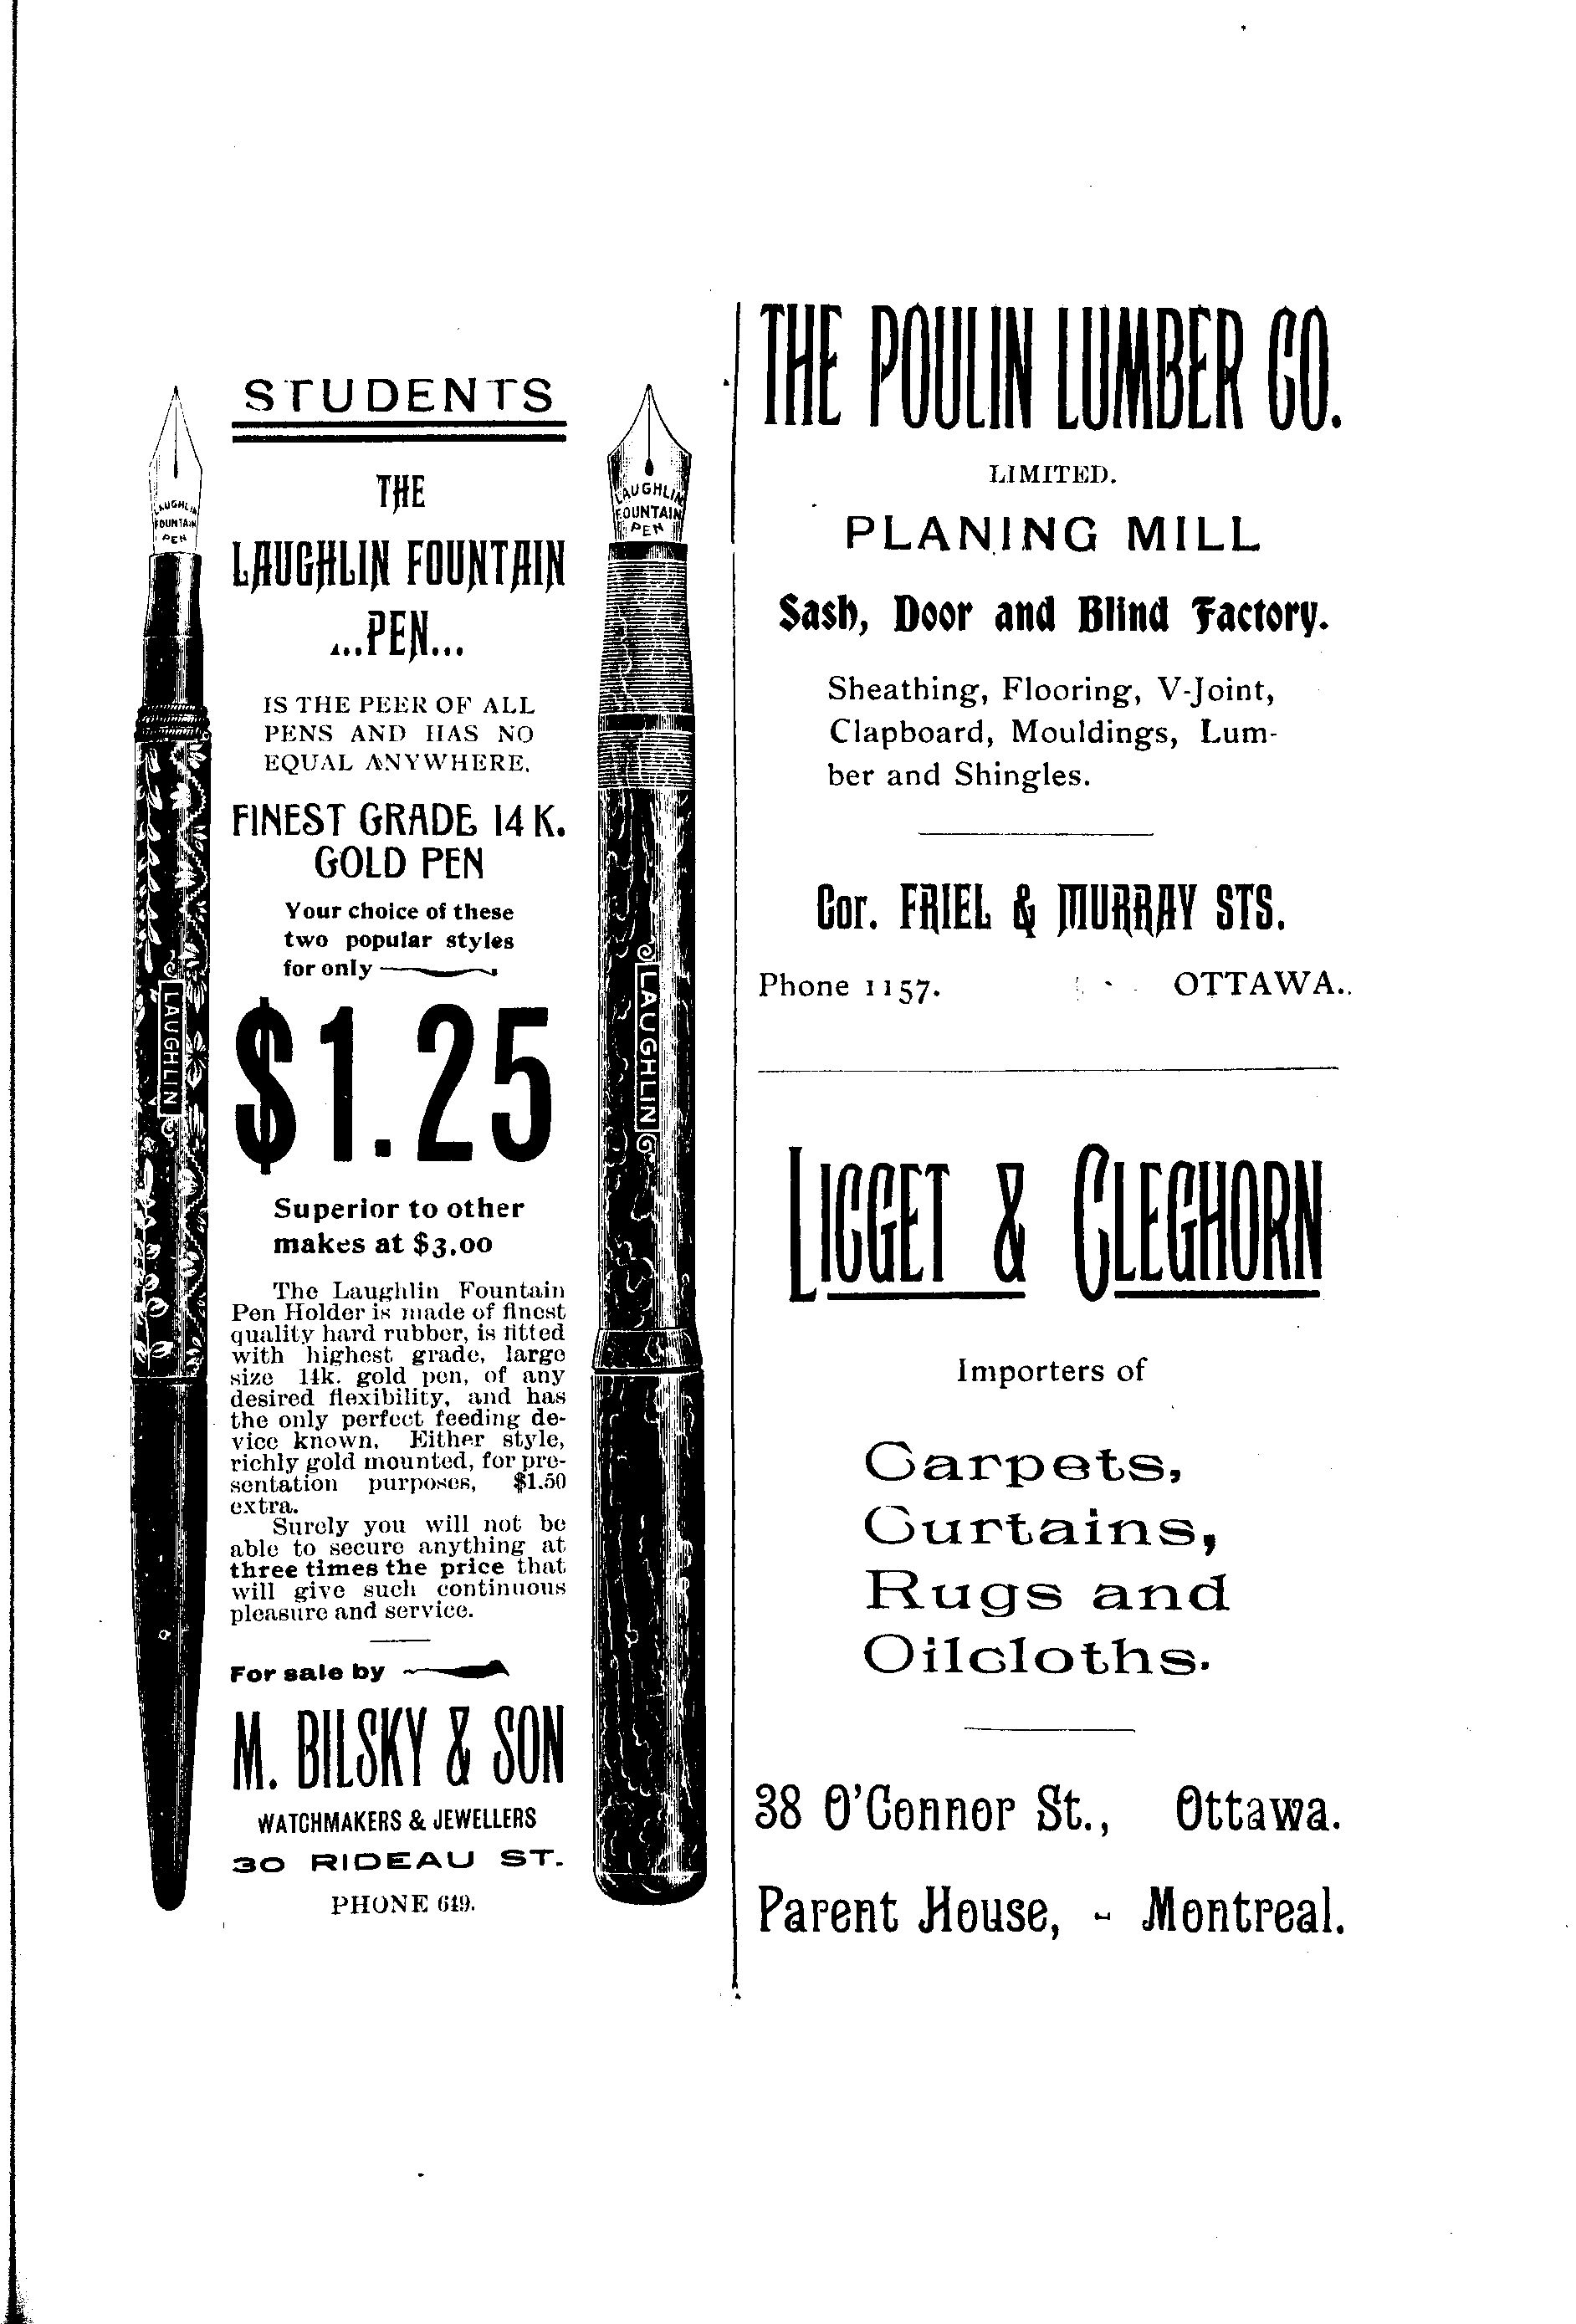 STUDENTS
THE
LAUGHLIN FOUNTAIN
...PEN...
IS THE PEER OF ALL
PENS AND HAS NO
EQUAL ANYWHERE.
FINEST GRADE 14 K.
GOLD PEN
Your choice of these
two popular styles
for only
$1.25
Superior to other
makes at $3.00
The Laughlin Fountain
Pen Holder is made of finest
quality hard rubber, is fitted
with highest grade, large
size 14k. gold pen, of any
desired flexibility, and has
the only perfect feeding de-
vice known. Either style,
richly gold mounted, for pre-
sentation purposes, $1.50
extra.
Surely you will not be
able to secure anything at
three times the price that
will give such continuous
pleasure and service.
For sale by
M. BILSKY & SON
WATCHMAKERS & JEWELLERS
30 RIDEAU ST.
PHONE 649.
LAUGHLIN
FOUNTAIN
PEN
LAUGHLIN
LAUGHLIN
FOUNTAIN
PEN
LAUGHLIN
THE POULIN LUMBER CO.
LIMITED.
PLANING MILL
Sash, Door and Blind Factory.
Sheathing, Flooring, V-Joint,
Clapboard, Mouldings, Lum-
ber and Shingles.
Cor. FRIEL & MURRAY STS.
Phone 1157. OTTAWA..
LIGGET & CLEGHORN
Importers of
Carpets,
Curtains,
Rugs and
Oilcloths.
38 O'Connor St., Ottawa.
Parent House, - Montreal.